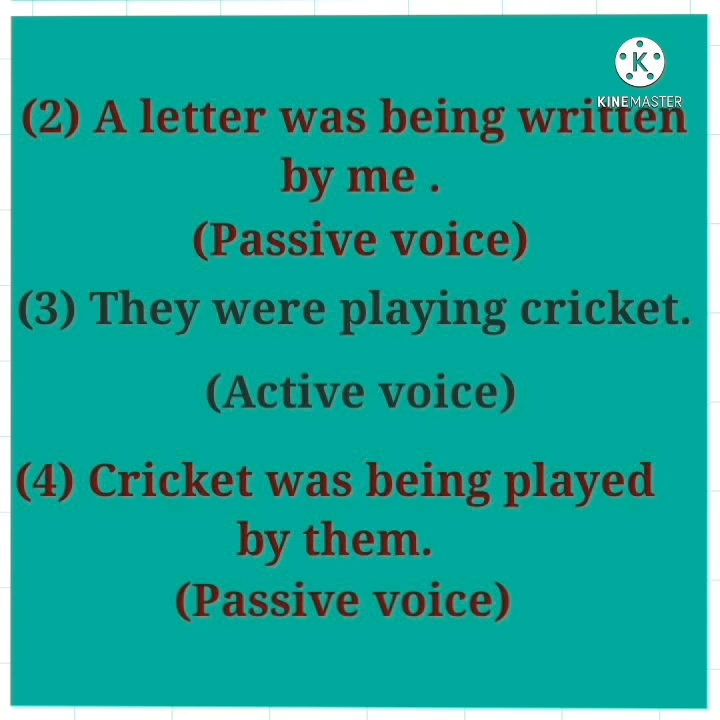 K
KINEMASTER
(2) A letter was being written
by me .
(Passive voice)
(3) They were playing cricket.
(Active voice)
(4) Cricket was being played
by them.
(Passive voice)